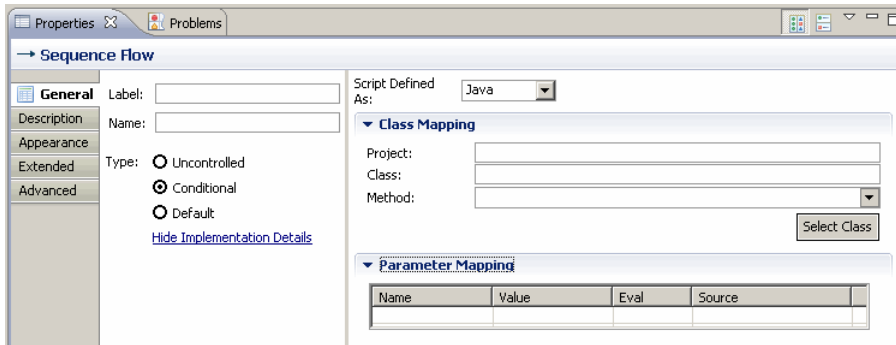 Properties Problems
Sequence Flow
General
Description
Appearance
Extended
Advanced
Label:
Name:
Type: Uncontrolled
Conditional
Default
Hide Implementation Details
Script Defined
As: Java
Class Mapping
Project:
Class:
Method:
Select Class
Parameter Mapping
Name Value Eval Source